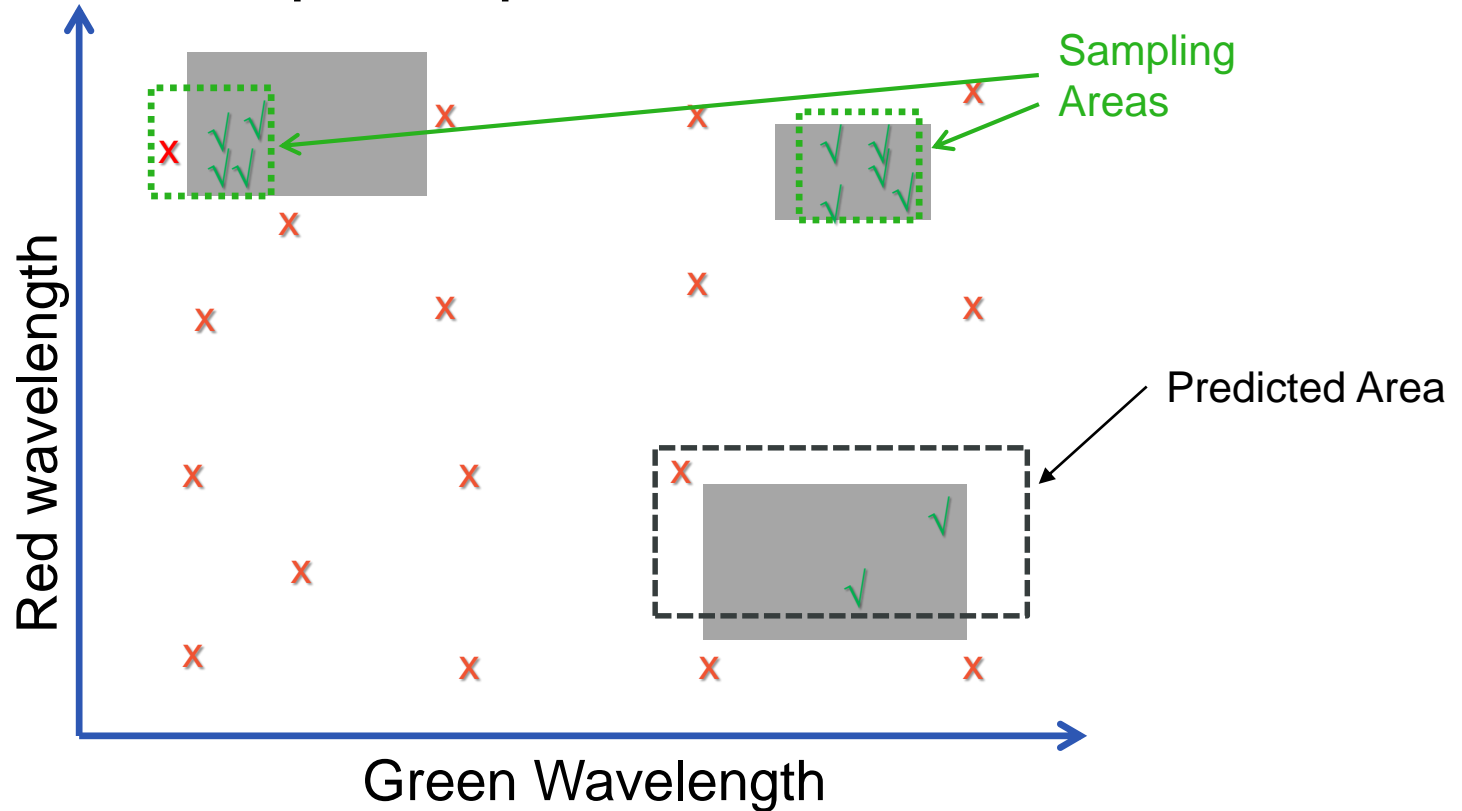 Sampling
Areas
X X X
X √ √ √ √
√ √ √ √ √
X
X
X X X
Predicted Area
X X X
√
X √
X X X X
Red wavelength
Green Wavelength